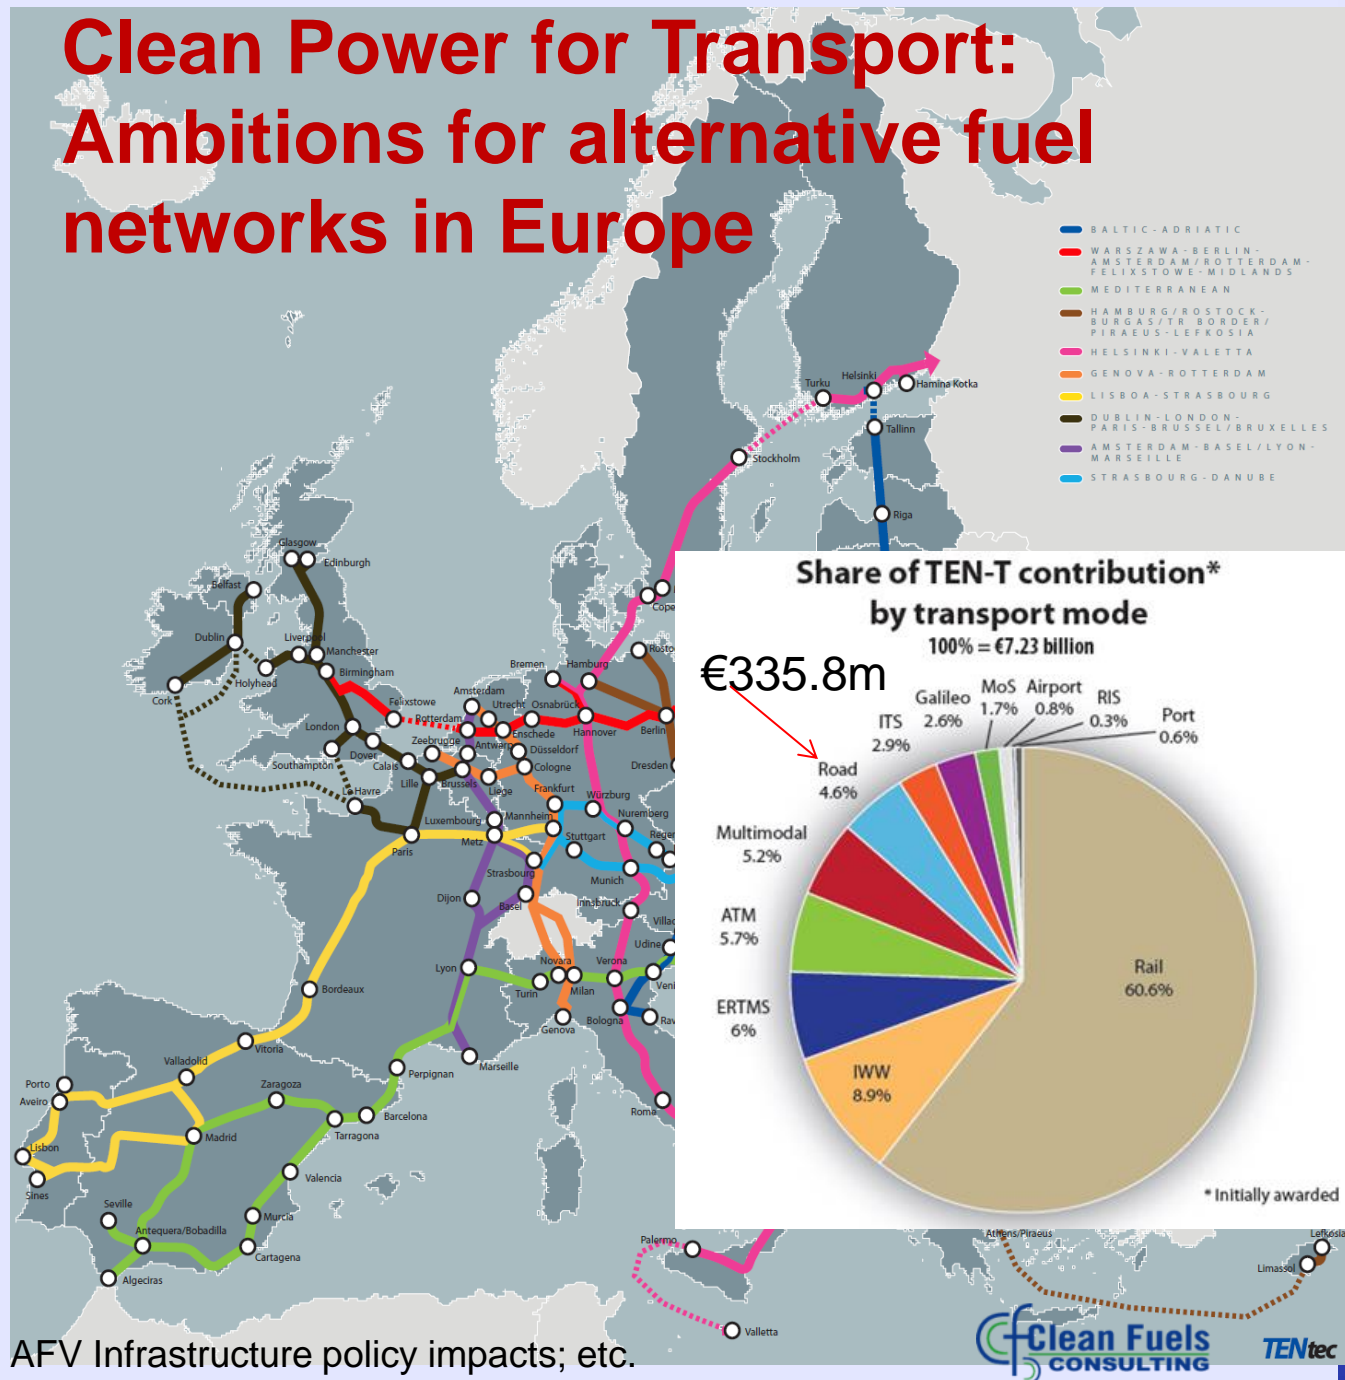 Clean Power for Transport:
Ambitions for alternative fuel
networks in Europe
BALTIC-ADRIATIC
WARSZAWA-BERLIN-
AMSTERDAM/ROTTERDAM-
FELIXSTOWE-MIDLANDS
MEDITERRANEAN
HAMBURG/ROSTOCK-
BURGAS/TR BORDER/
PIRAEUS-LEFKOSIA
HELSINKI-VALETTA
GENOVA-ROTTERDAM
LISBOA-STRASBOURG
DUBLIN-LONDON-
PARIS-BRUSSEL/BRUXELLES
AMSTERDAM-BASEL/LYON-
MARSEILLE
STRASBOURG-DANUBE
Turku
Helsinki
Hamina Kotka
Tallinn
Stockholm
Riga
Glasgow
Edinburgh
Belfast
Dublin
Liverpool
Manchester
Holyhead
Birmingham
Cork
Felixstowe
London
Southampton
Dover
Calais
Le Havre
Lille
Brussels
Zeebrugge
Antwerp
Rotterdam
Amsterdam
Utrecht
Osnabrück
Enschede
Bremen
Hamburg
Hannover
Berlin
Rosto
Cope
Dresden
Düsseldorf
Cologne
Liege
Frankfurt
Würzburg
Luxembourg
Mannheim
Nuremberg
Metz
Stuttgart
Regen
Paris
Strasbourg
Munich
Dijon
Basel
Innsbruck
Villac
Udine
Lyon
Novara
Verona
Veni
Turin
Milan
Bologna
Rav
Genova
Bordeaux
Marseille
Vitoria
Valladolid
Perpignan
Porto
Aveiro
Zaragoza
Barcelona
Rome
Madrid
Tarragona
Lisbon
Valencia
Sines
Seville
Murcia
Antequera/Bobadilla
Cartagena
Algeciras
Palermo
Valletta
Athens/Piraeus
Lefkosia
Limassol
Share of TEN-T contribution*
by transport mode
100% = €7.23 billion
€335.8m
Galileo
2.6%
MoS
1.7%
Airport
0.8%
RIS
0.3%
Port
0.6%
ITS
2.9%
Road
4.6%
Multimodal
5.2%
ATM
5.7%
ERTMS
6%
IWW
8.9%
Rail
60.6%
* Initially awarded
AFV Infrastructure policy impacts; etc.
Clean Fuels
CONSULTING
TENtec